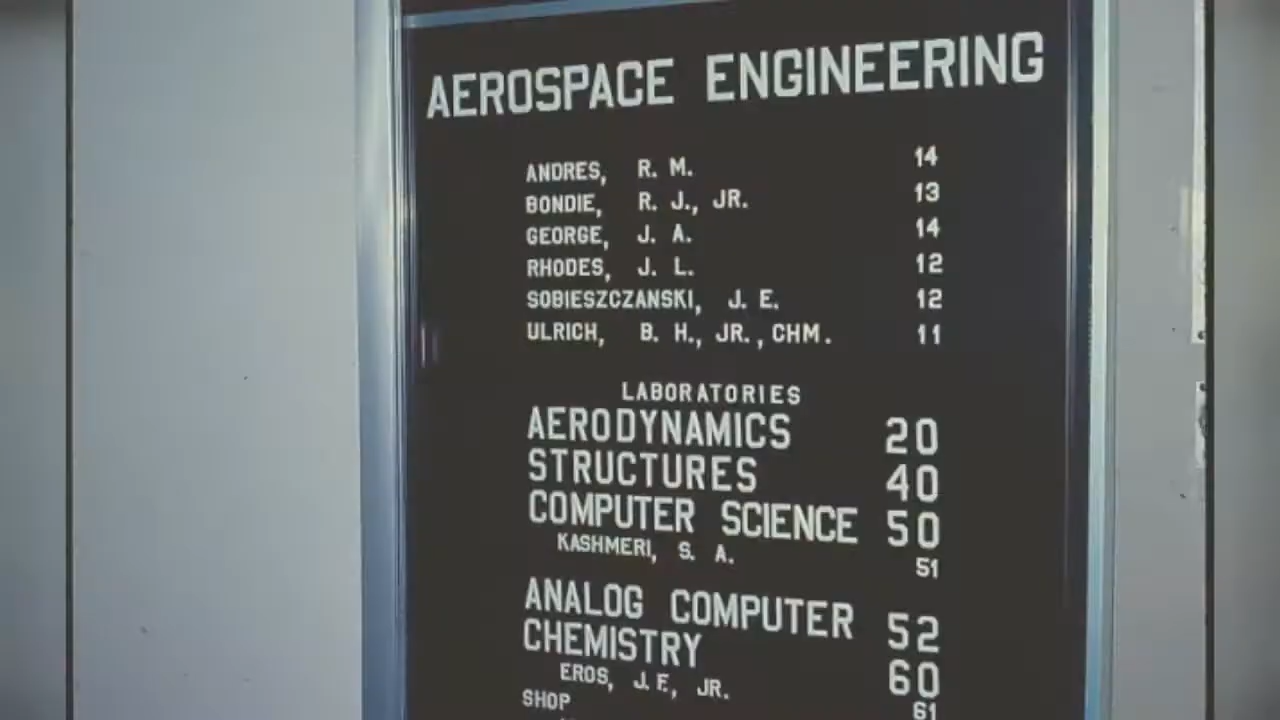 AEROSPACE ENGINEERING
ANDRES, R. M. 14
BONDIE, R. J., JR. 13
GEORGE, J. A. 14
RHODES, J. L. 12
SOBIESZCZANSKI, J. E. 12
ULRICH, B. H., JR., CHM. 11
LABORATORIES
AERODYNAMICS 20
STRUCTURES 40
COMPUTER SCIENCE 50
KASHMERI, S. A. 51
ANALOG COMPUTER 52
CHEMISTRY 60
EROS, J. F., JR. 61
SHOP